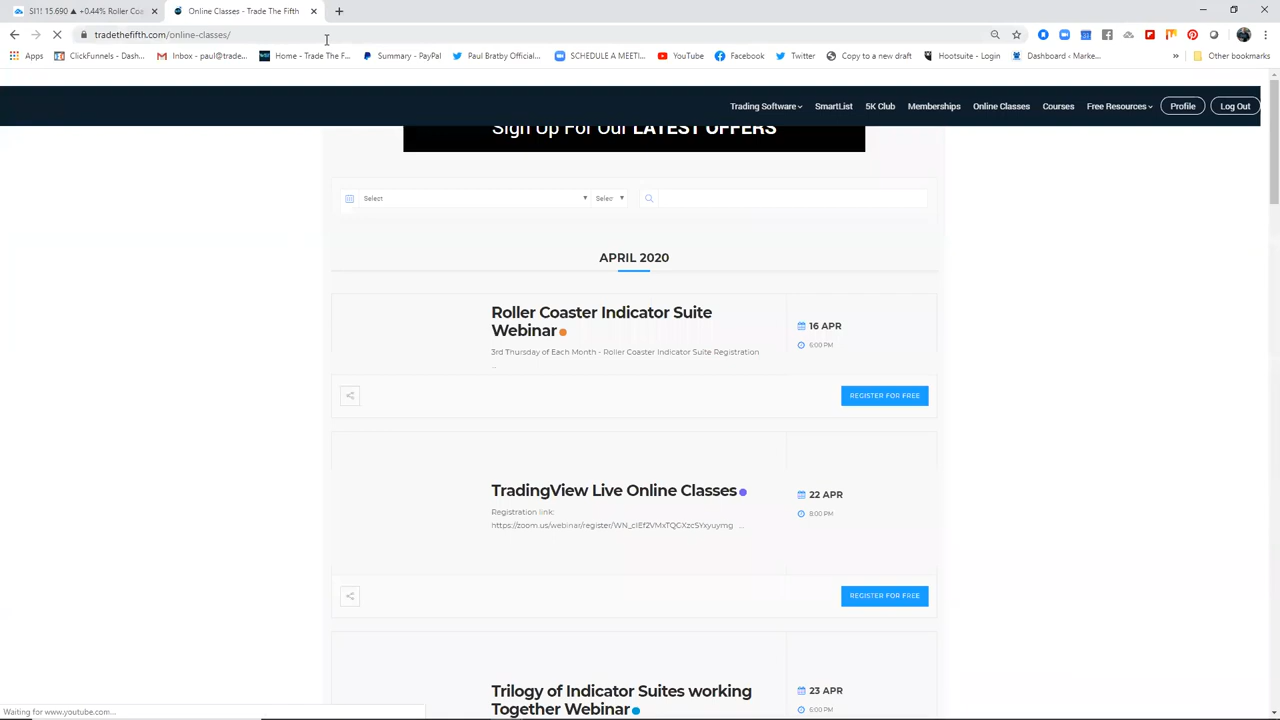 SI1! 15.690 ▲ +0.44% Roller Coa
Online Classes - Trade The Fifth
tradethefifth.com/online-classes/
Apps
ClickFunnels - Dash...
Inbox - paul@trade...
Home - Trade The F...
Summary - PayPal
Paul Bratby Official...
SCHEDULE A MEETI...
YouTube
Facebook
Twitter
Copy to a new draft
Hootsuite - Login
Dashboard ‹ Marke...
»
Other bookmarks
Trading Software
SmartList
5K Club
Memberships
Online Classes
Courses
Free Resources
Profile
Log Out
Sign Up For Our LATEST OFFERS
Select
Select
APRIL 2020
Roller Coaster Indicator Suite
Webinar
3rd Thursday of Each Month - Roller Coaster Indicator Suite Registration
...
16 APR
6:00 PM
REGISTER FOR FREE
TradingView Live Online Classes
Registration link:
22 APR
8:00 PM
REGISTER FOR FREE
Trilogy of Indicator Suites working
Together Webinar
23 APR
6:00 PM
Waiting for www.youtube.com...